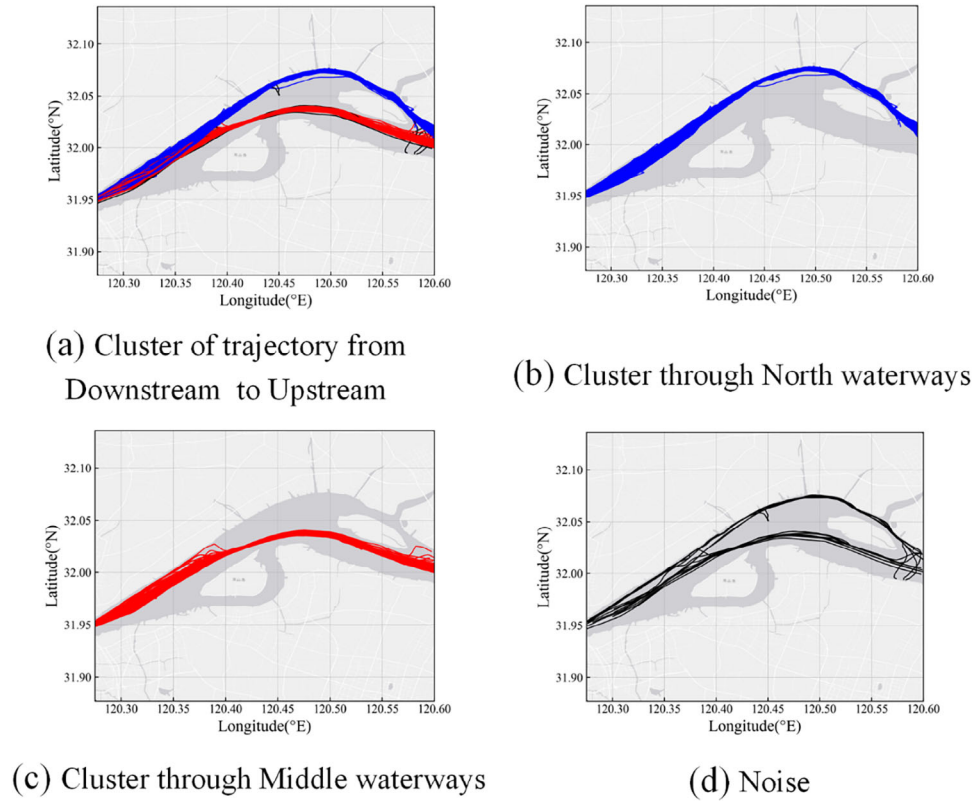 32.10
32.05
32.00
31.95
31.90
Latitude(°N)
120.30 120.35 120.40 120.45 120.50 120.55 120.60
Longitude(°E)
(a) Cluster of trajectory from
Downstream to Upstream
32.10
32.05
32.00
31.95
31.90
Latitude(°N)
120.30 120.35 120.40 120.45 120.50 120.55 120.60
Longitude(°E)
(b) Cluster through North waterways
32.10
32.05
32.00
31.95
31.90
Latitude(°N)
120.30 120.35 120.40 120.45 120.50 120.55 120.60
Longitude(°E)
(c) Cluster through Middle waterways
32.10
32.05
32.00
31.95
31.90
Latitude(°N)
120.30 120.35 120.40 120.45 120.50 120.55 120.60
Longitude(°E)
(d) Noise